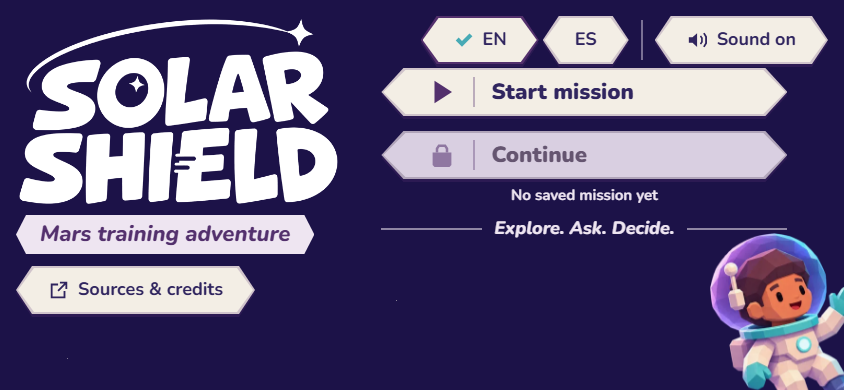 SOLAR
SHIELD
Mars training adventure
Sources & credits
EN
ES
Sound on
Start mission
Continue
No saved mission yet
Explore. Ask. Decide.